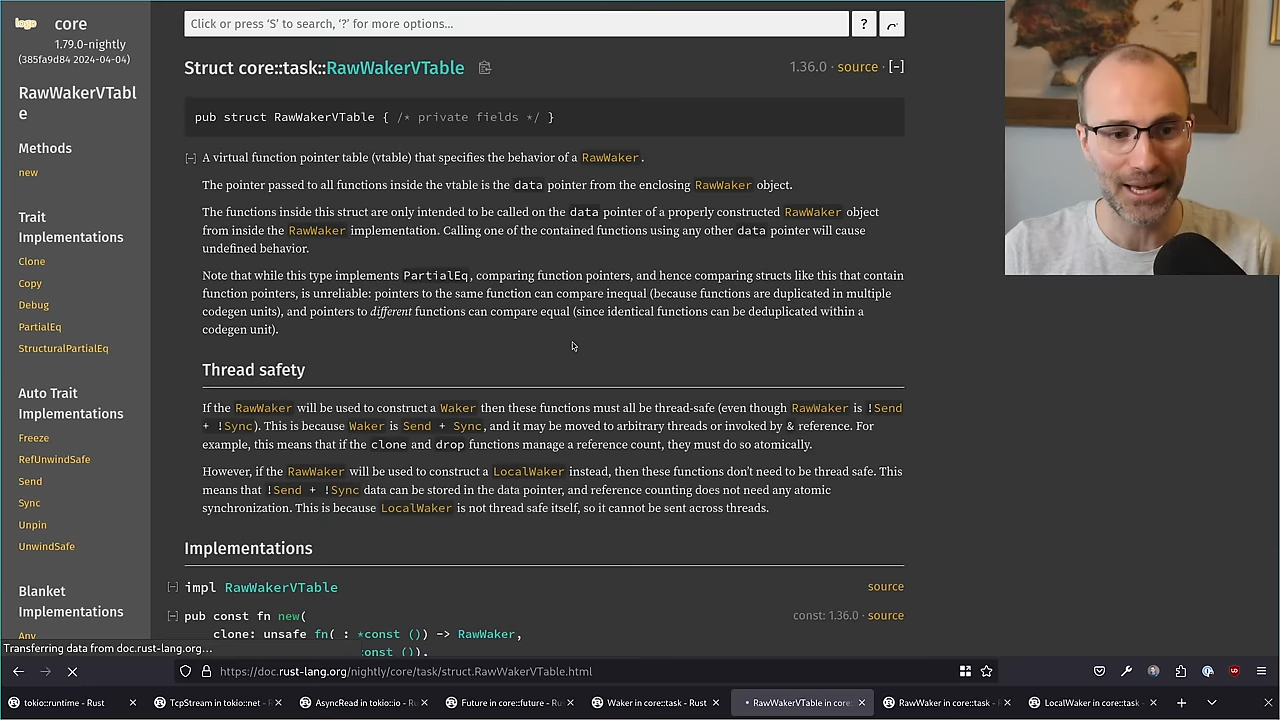 logo
core
1.79.0-nightly
(385fa9d84 2024-04-04)
RawWakerVTabl
e
Methods
new
Trait
Implementations
Clone
Copy
Debug
PartialEq
StructuralPartialEq
Auto Trait
Implementations
Freeze
RefUnwindSafe
Send
Sync
Unpin
UnwindSafe
Blanket
Implementations
Any
Click or press ‘S’ to search, ‘?’ for more options…
?
Struct core::task::RawWakerVTable
1.36.0 · source · [-]
pub struct RawWakerVTable { /* private fields */ }
[-] A virtual function pointer table (vtable) that specifies the behavior of a RawWaker.
The pointer passed to all functions inside the vtable is the data pointer from the enclosing RawWaker object.
The functions inside this struct are only intended to be called on the data pointer of a properly constructed RawWaker object
from inside the RawWaker implementation. Calling one of the contained functions using any other data pointer will cause
undefined behavior.
Note that while this type implements PartialEq, comparing function pointers, and hence comparing structs like this that contain
function pointers, is unreliable: pointers to the same function can compare inequal (because functions are duplicated in multiple
codegen units), and pointers to different functions can compare equal (since identical functions can be deduplicated within a
codegen unit).
Thread safety
If the RawWaker will be used to construct a Waker then these functions must all be thread-safe (even though RawWaker is !Send
+ !Sync). This is because Waker is Send + Sync, and it may be moved to arbitrary threads or invoked by & reference. For
example, this means that if the clone and drop functions manage a reference count, they must do so atomically.
However, if the RawWaker will be used to construct a LocalWaker instead, then these functions don't need to be thread safe. This
means that !Send + !Sync data can be stored in the data pointer, and reference counting does not need any atomic
synchronization. This is because LocalWaker is not thread safe itself, so it cannot be sent across threads.
Implementations
[-] impl RawWakerVTable
source
[-] pub const fn new(
const: 1.36.0 · source
clone: unsafe fn(_: *const ()) -> RawWaker,
const ()),
Transferring data from doc.rust-lang.org…
https://doc.rust-lang.org/nightly/core/task/struct.RawWakerVTable.html
tokio::runtime - Rust
TcpStream in tokio::net - R
AsyncRead in tokio::io - Ru
Future in core::future - Ru
Waker in core::task - Rust
RawWakerVTable in core:
RawWaker in core::task - R
LocalWaker in core::task -